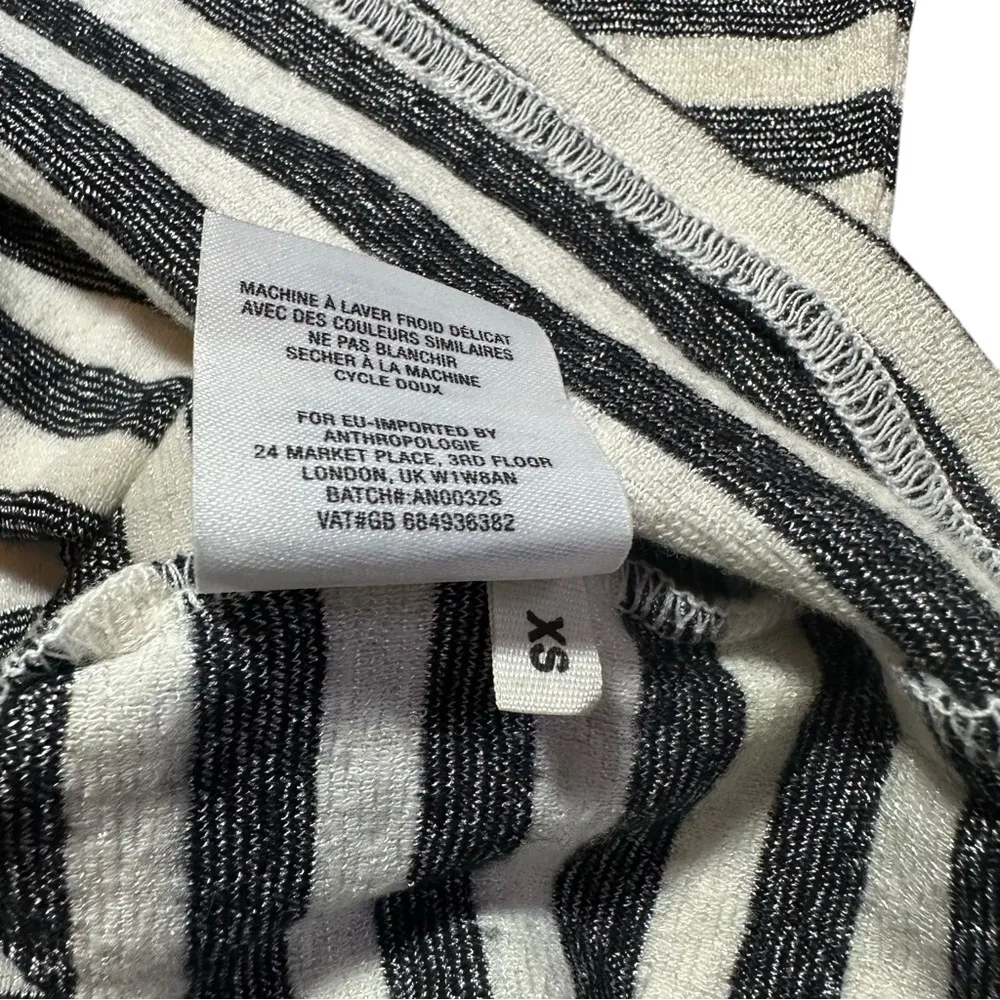 MACHINE À LAVER FROID DÉLICAT
AVEC DES COULEURS SIMILAIRES
NE PAS BLANCHIR
SECHER À LA MACHINE
CYCLE DOUX
FOR EU-IMPORTED BY
ANTHROPOLOGIE
24 MARKET PLACE, 3RD FLOOR
LONDON, UK W1W8AN
BATCH#:AN0032S
VAT#GB 684936382
XS